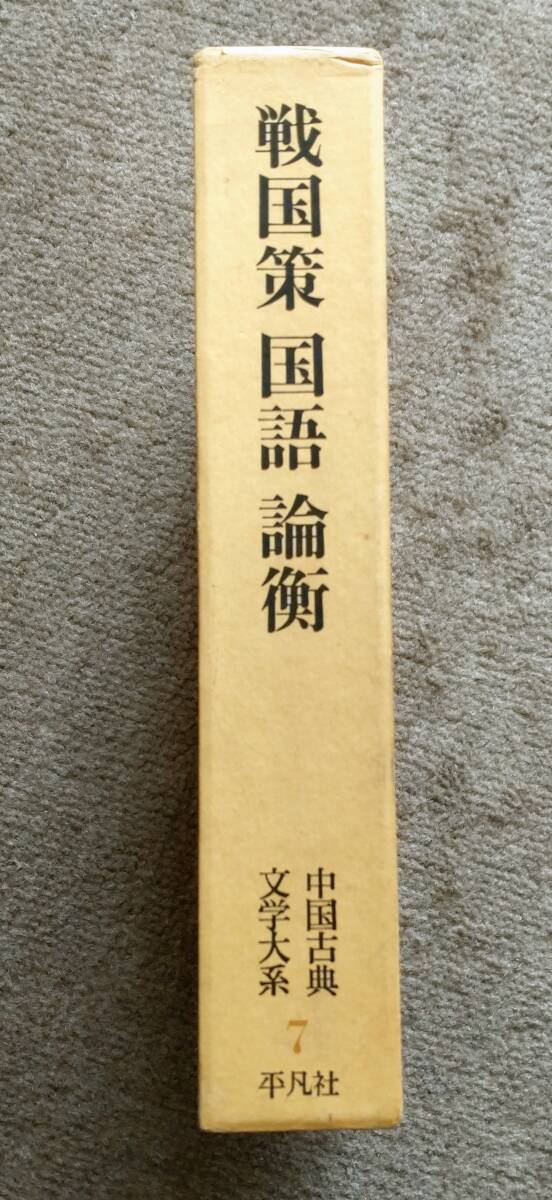 戦国策 国語 論衡
中国古典
文学大系
7
平凡社